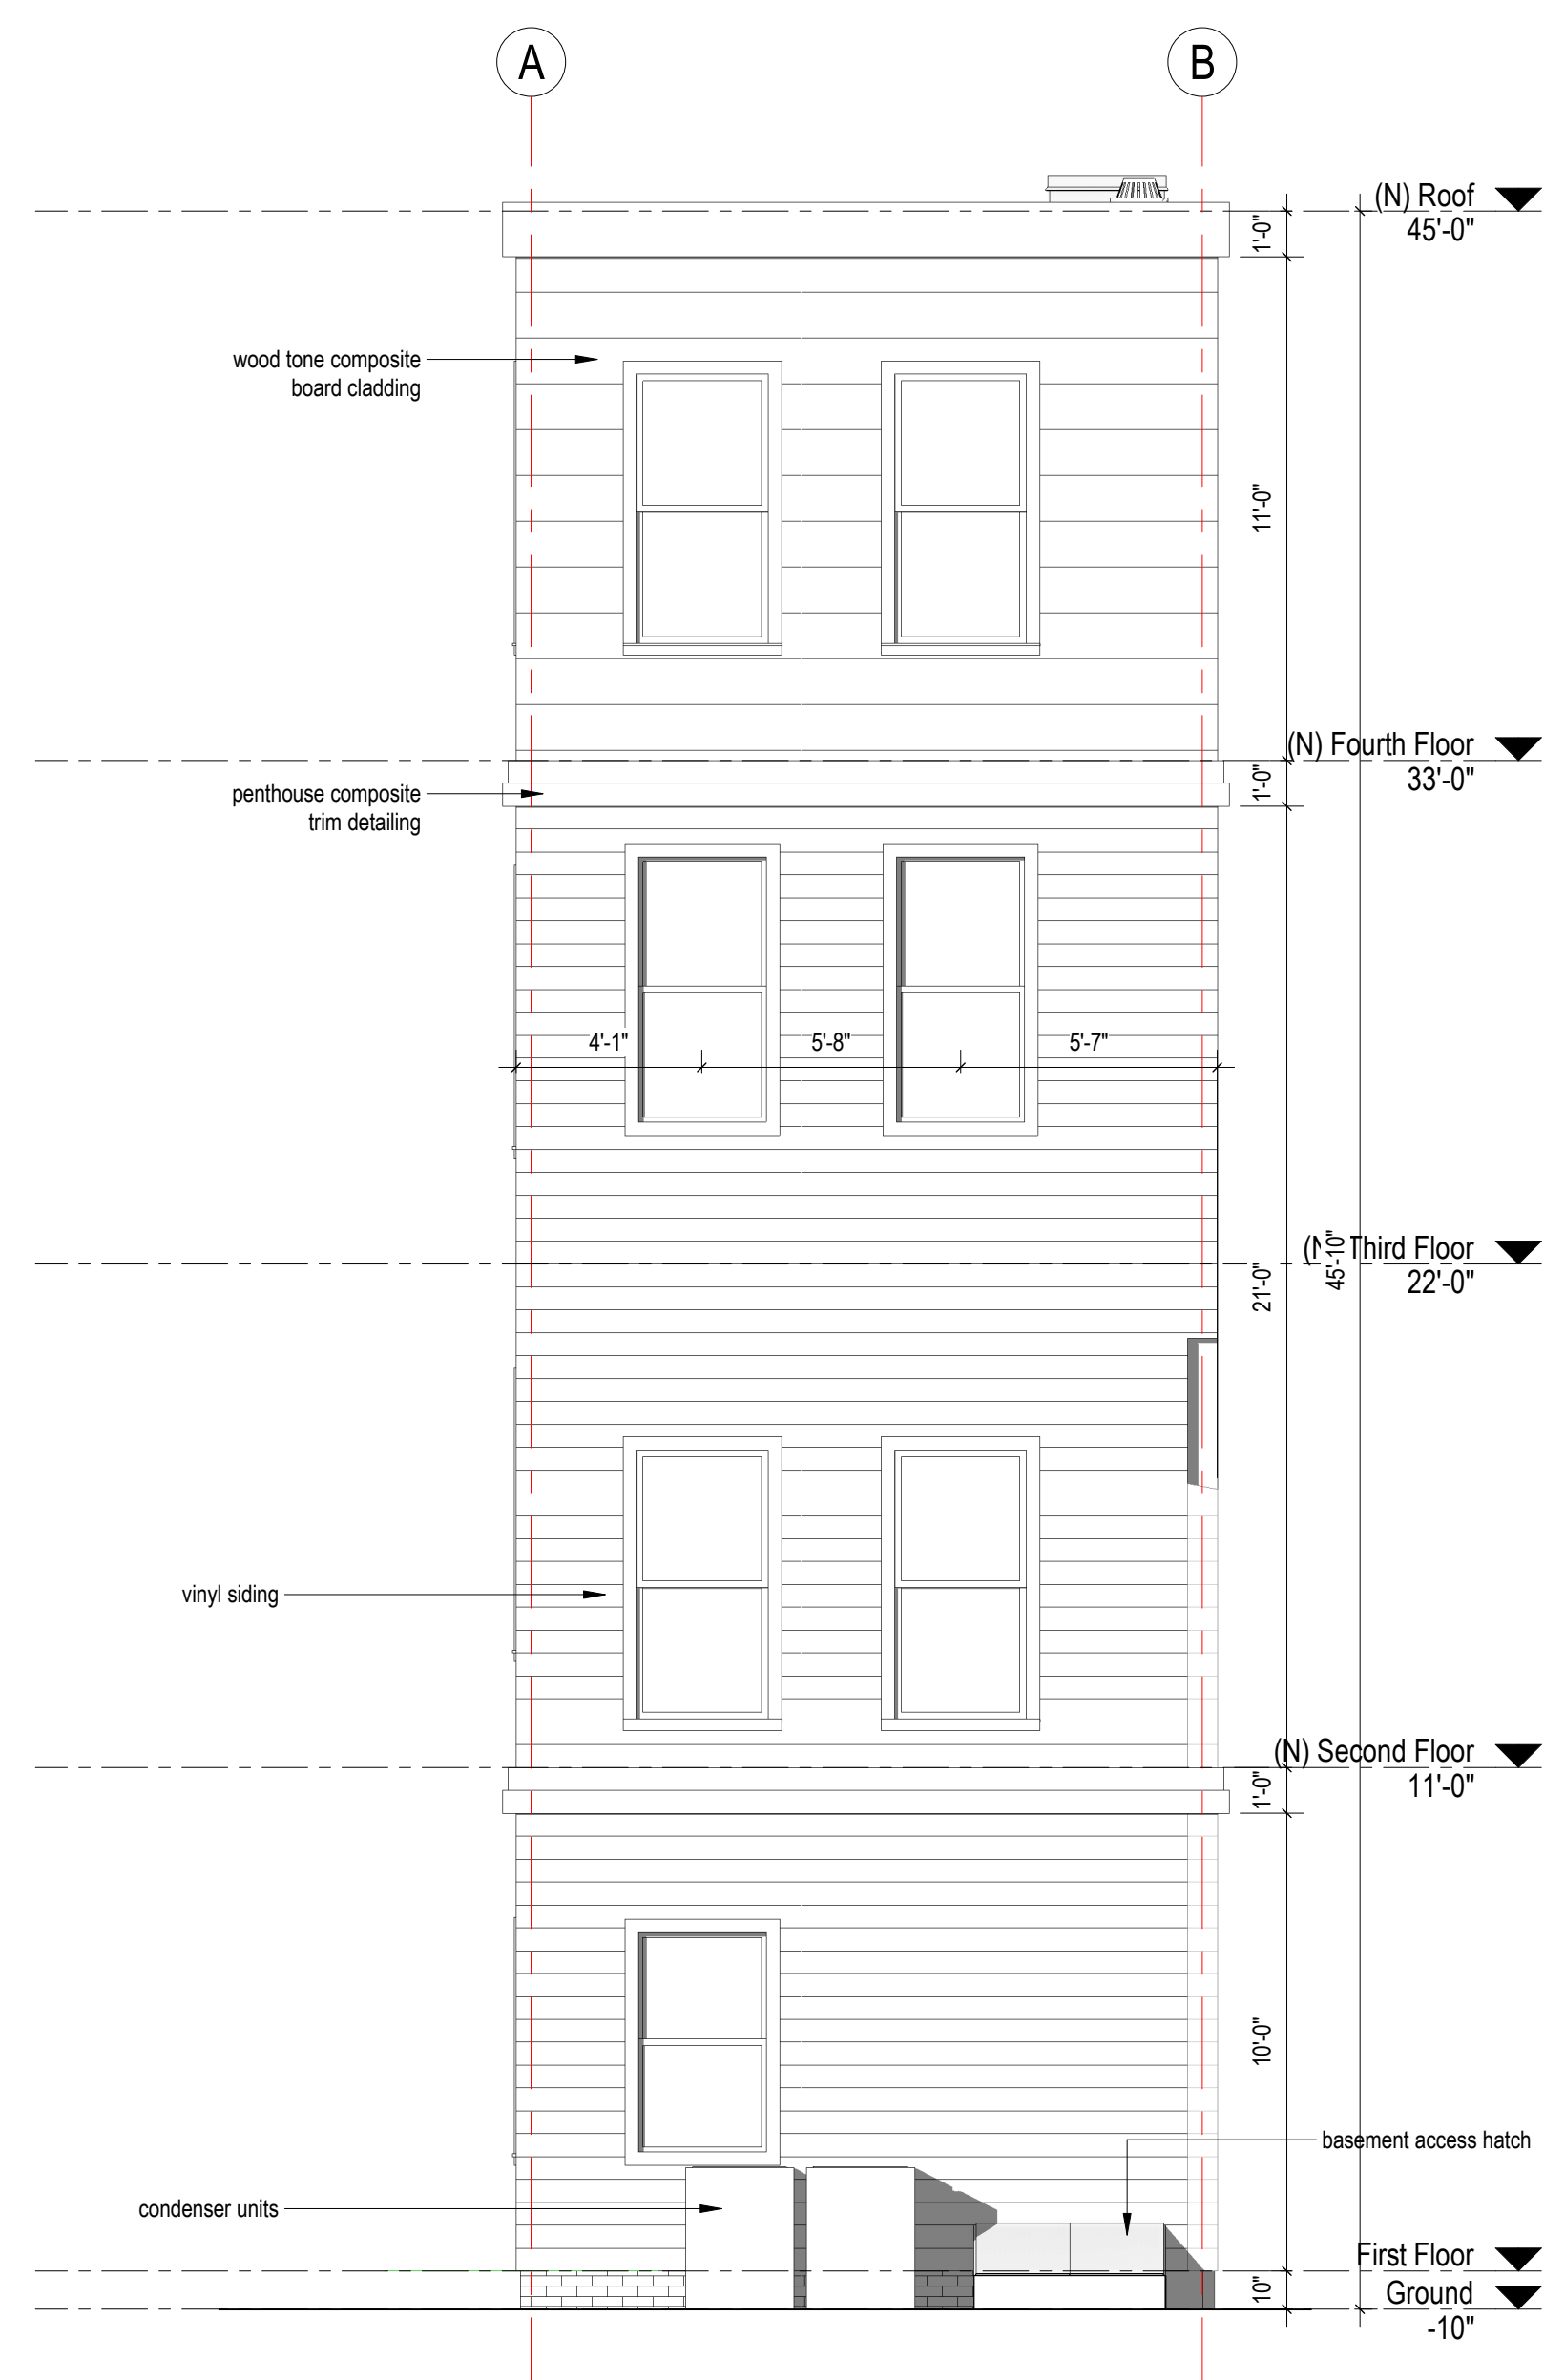 A
B
(N) Roof
45'-0"
1'-0"
wood tone composite
board cladding
11'-0"
(N) Fourth Floor
33'-0"
1'-0"
penthouse composite
trim detailing
4'-1"
5'-8"
5'-7"
Third Floor
22'-0"
21'-0"
45'-10"
vinyl siding
(N) Second Floor
11'-0"
1'-0"
10'-0"
basement access hatch
condenser units
First Floor
10"
Ground
-10"